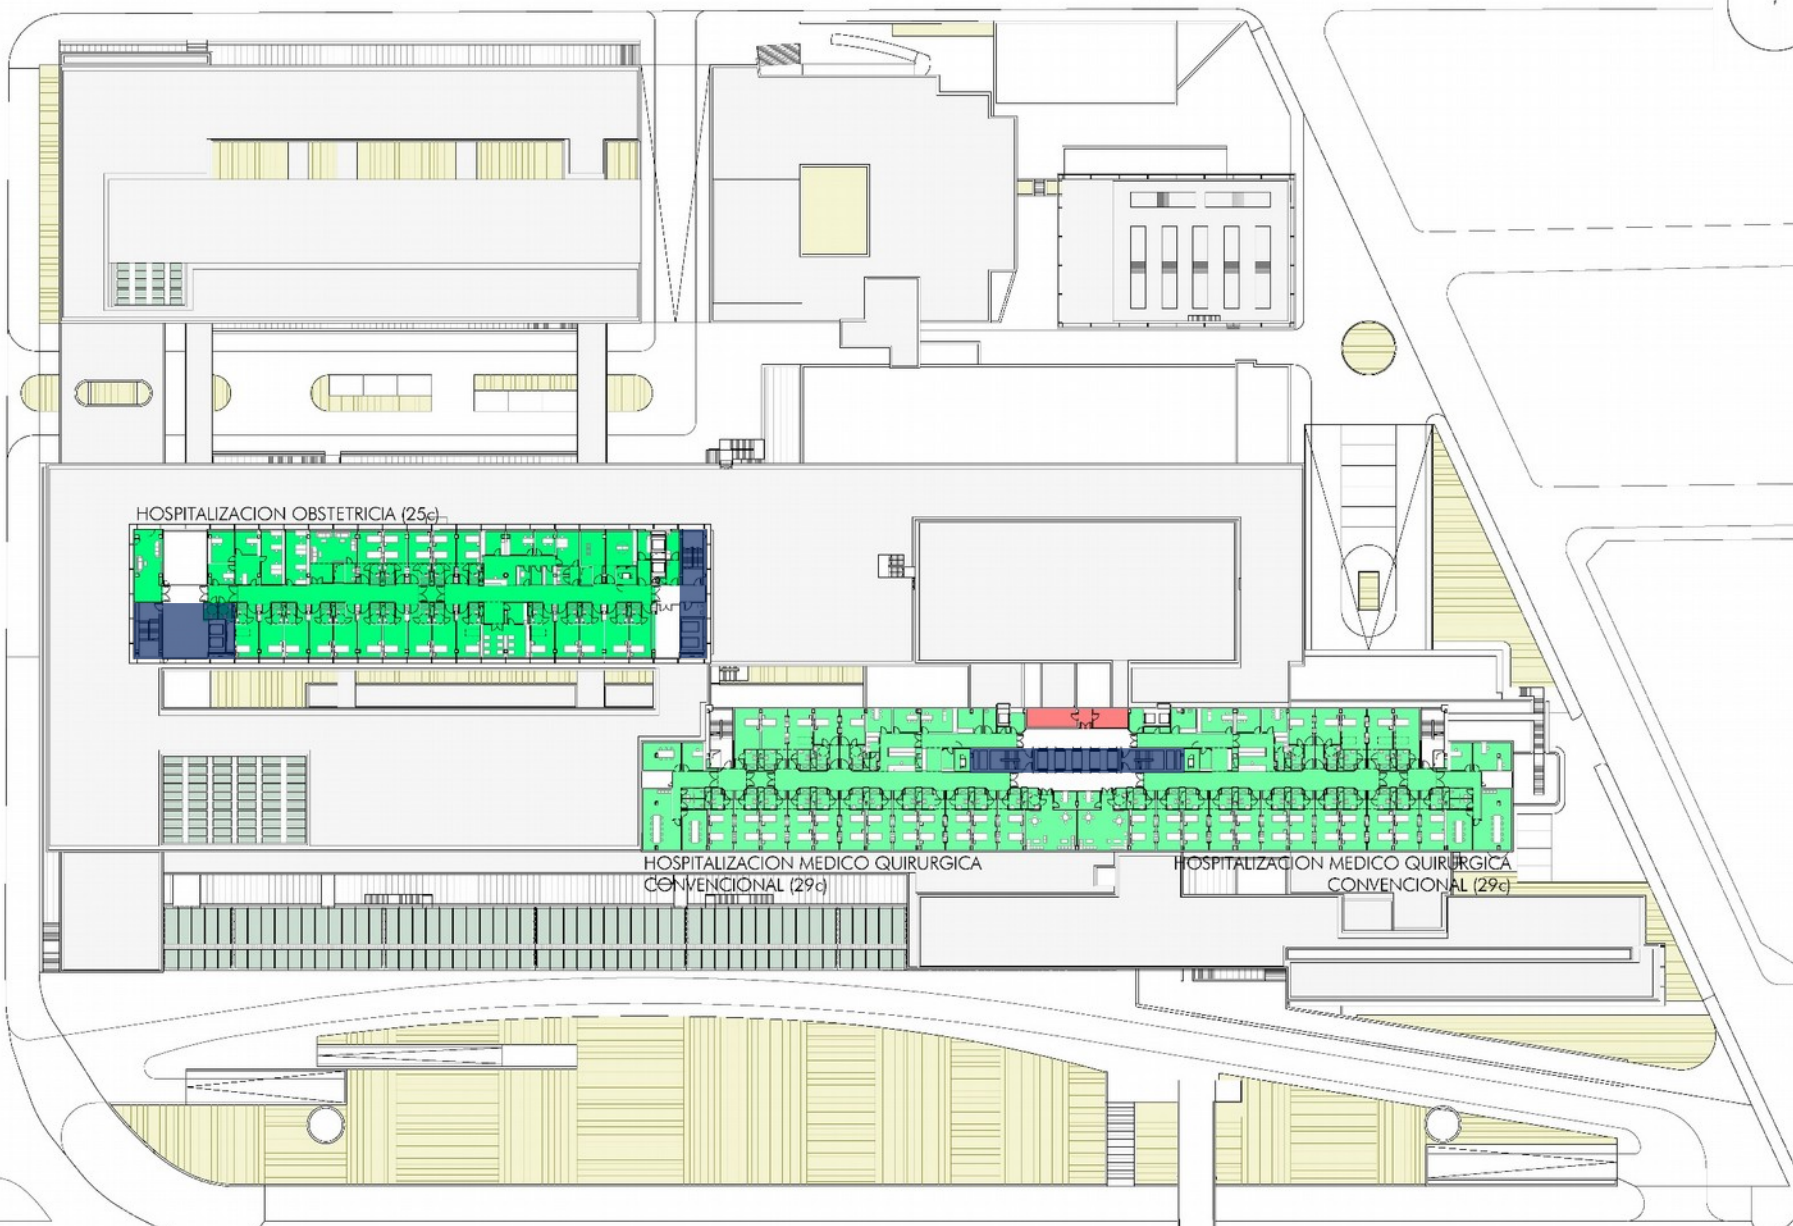 HOSPITALIZACION OBSTETRICIA (25c)
HOSPITALIZACION MEDICO QUIRURGICA
CONVENCIONAL (29c)
HOSPITALIZACION MEDICO QUIRURGICA
CONVENCIONAL (29c)